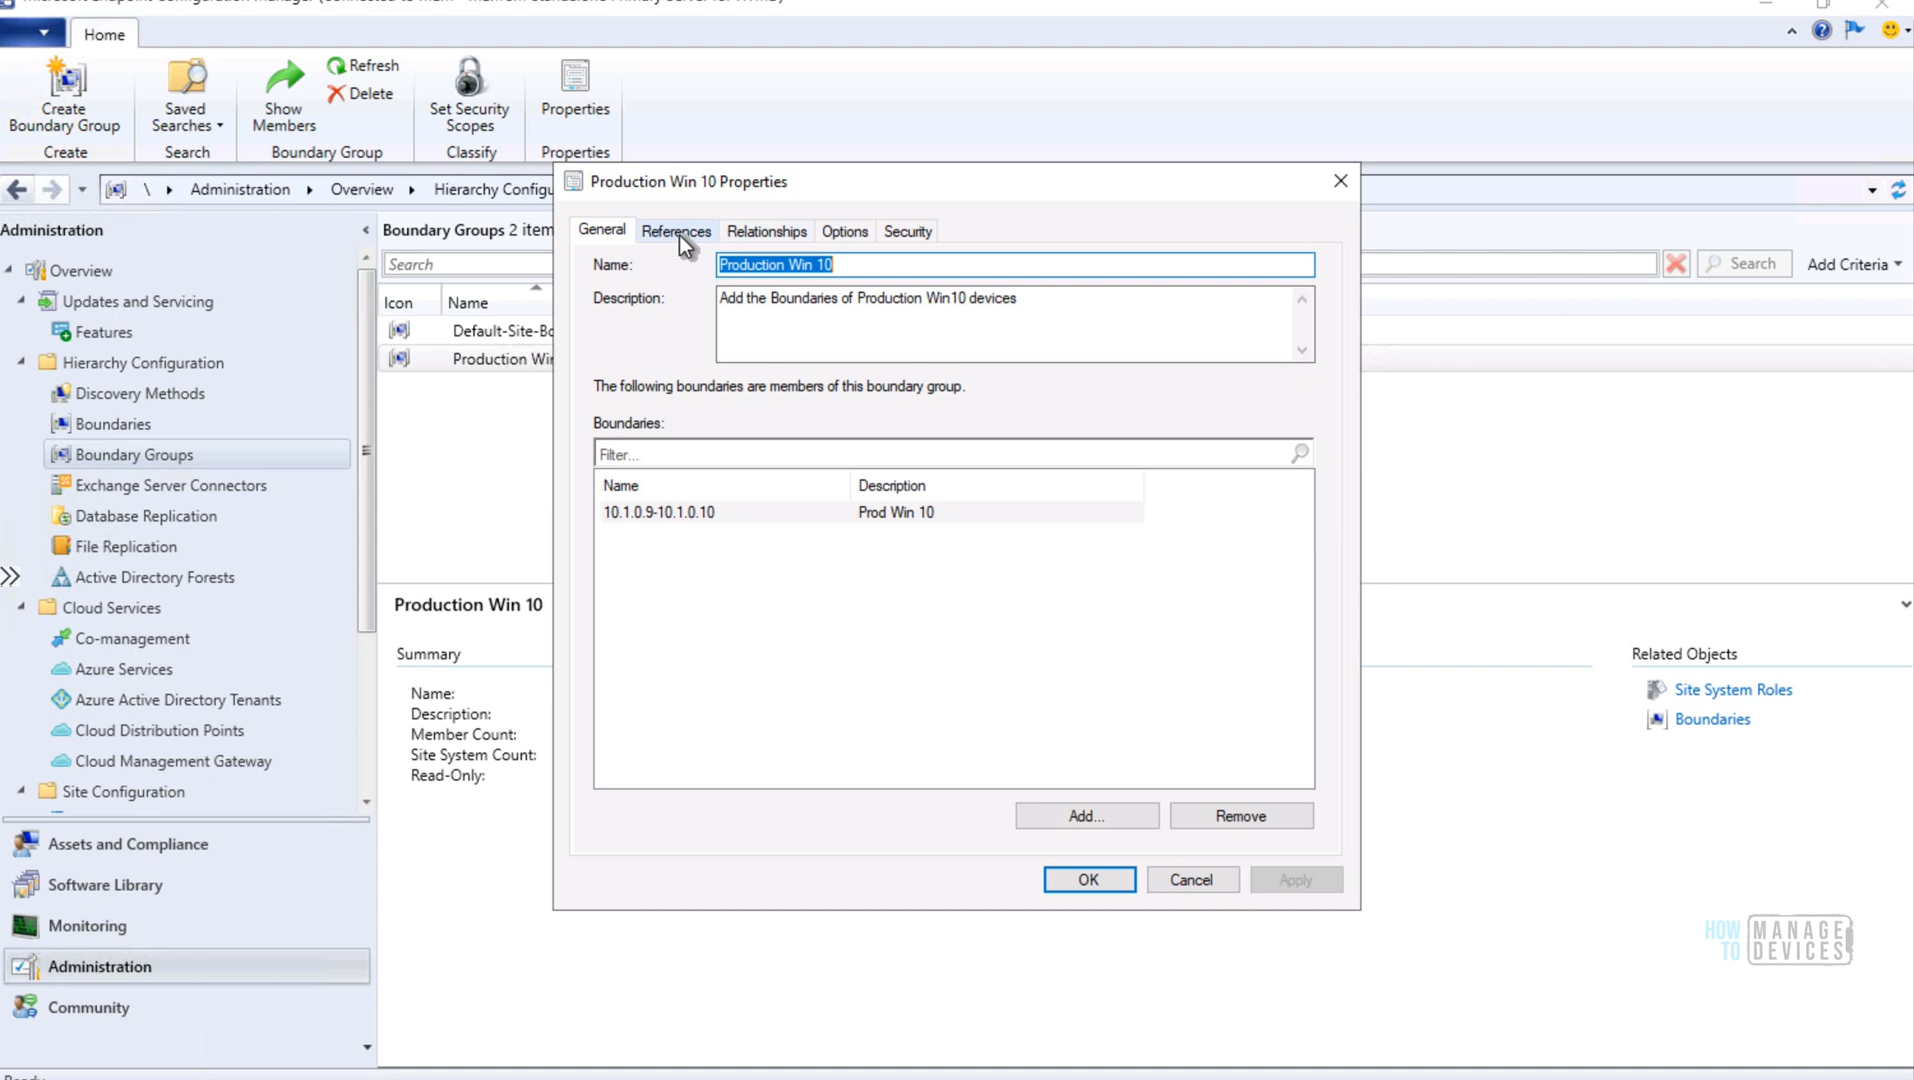 Home
Create
Boundary Group
Saved
Searches
Show
Members
Refresh
Delete
Set Security
Scopes
Properties
Create
Search
Boundary Group
Classify
Properties
\ Administration Overview Hierarchy Configu
Administration
Overview
Updates and Servicing
Features
Hierarchy Configuration
Discovery Methods
Boundaries
Boundary Groups
Exchange Server Connectors
Database Replication
File Replication
Active Directory Forests
Cloud Services
Co-management
Azure Services
Azure Active Directory Tenants
Cloud Distribution Points
Cloud Management Gateway
Site Configuration
Assets and Compliance
Software Library
Monitoring
Administration
Community
Boundary Groups 2 item
Search
Search
Add Criteria
Icon Name
Default-Site-Bo
Production Wi
Production Win 10 Properties
General References Relationships Options Security
Name: Production Win 10
Description: Add the Boundaries of Production Win10 devices
The following boundaries are members of this boundary group.
Boundaries:
Filter...
Name Description
10.1.0.9-10.1.0.10 Prod Win 10
Add... Remove
OK Cancel Apply
Production Win 10
Summary
Name:
Description:
Member Count:
Site System Count:
Read-Only:
Related Objects
Site System Roles
Boundaries
HOW TO MANAGE DEVICES